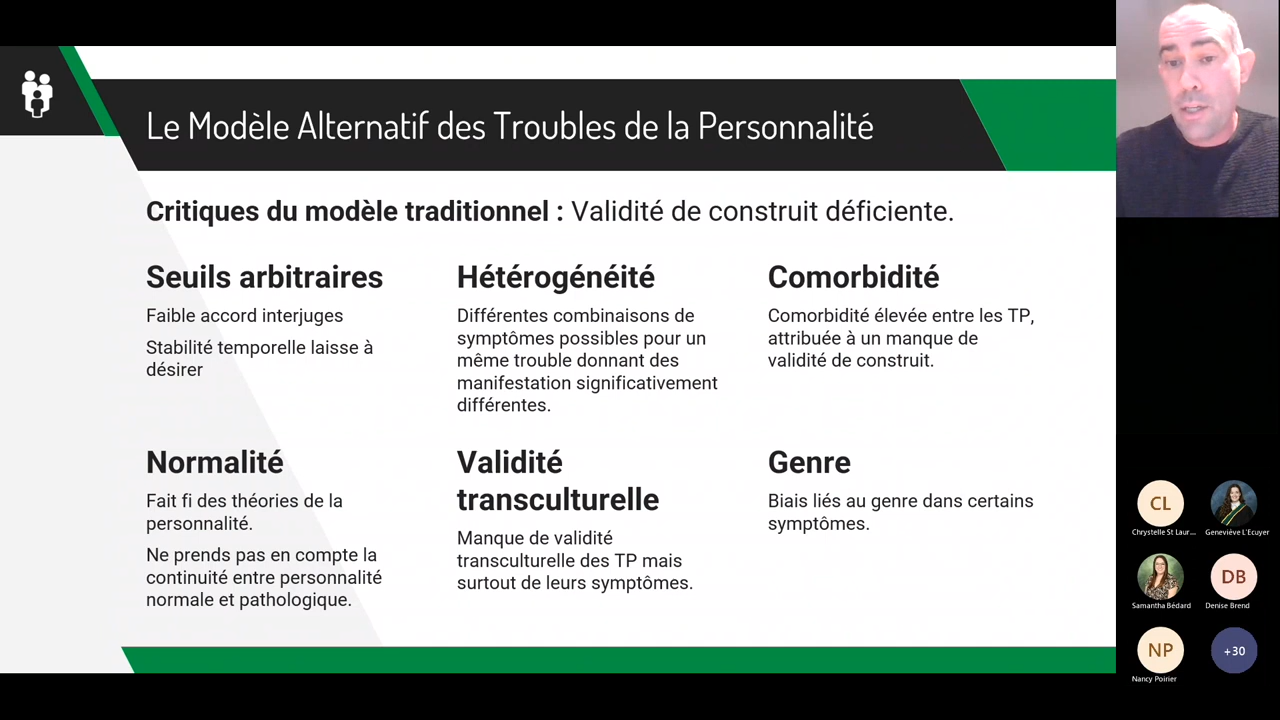 Le Modèle Alternatif des Troubles de la Personnalité
Critiques du modèle traditionnel : Validité de construit déficiente.
Seuils arbitraires
Faible accord interjuges
Stabilité temporelle laisse à
désirer
Hétérogénéité
Différentes combinaisons de
symptômes possibles pour un
même trouble donnant des
manifestation significativement
différentes.
Comorbidité
Comorbidité élevée entre les TP,
attribuée à un manque de
validité de construit.
Normalité
Fait fi des théories de la
personnalité.
Ne prends pas en compte la
continuité entre personnalité
normale et pathologique.
Validité
transculturelle
Manque de validité
transculturelle des TP mais
surtout de leurs symptômes.
Genre
Biais liés au genre dans certains
symptômes.
CL
Chrystelle St Laur...
Geneviève L'Ecuyer
Samantha Bédard
DB
Denise Brend
NP
Nancy Poirier
+30